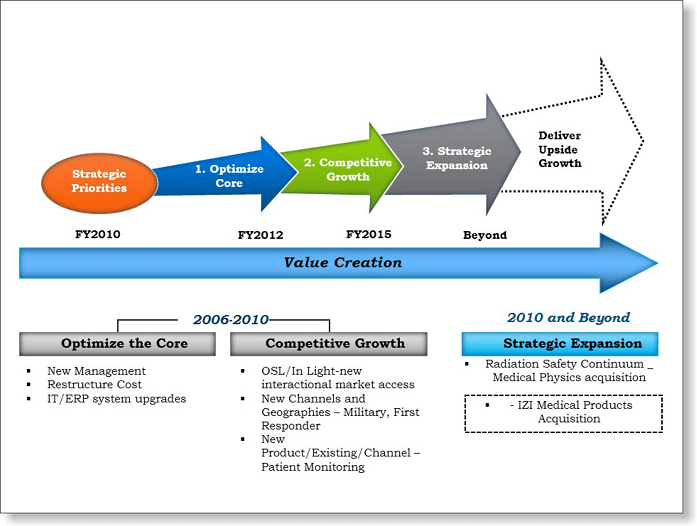 Strategic
Priorities
1. Optimize
Core
2. Competitive
Growth
3. Strategic
Expansion
Deliver
Upside
Growth
FY2010
FY2012
FY2015
Beyond
Value Creation
2006-2010
2010 and Beyond
Optimize the Core
▪ New Management
▪ Restructure Cost
▪ IT/ERP system upgrades
Competitive Growth
▪ OSL/In Light-new
interactional market access
▪ New Channels and
Geographies – Military, First
Responder
▪ New
Product/Existing/Channel –
Patient Monitoring
Strategic Expansion
▪ Radiation Safety Continuum _
Medical Physics acquisition
▪ - IZI Medical Products
Acquisition